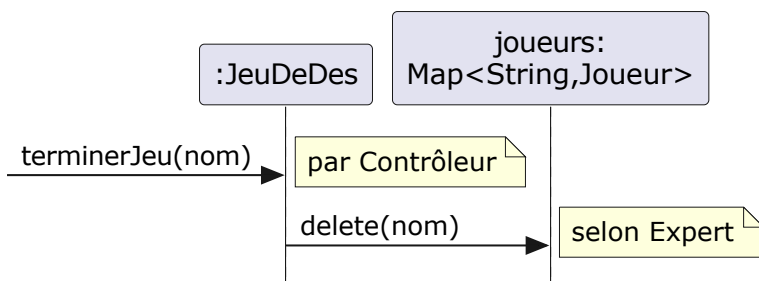 :JeuDeDes
joueurs:
Map<String,Joueur>
terminerJeu(nom)
par Contrôleur
delete(nom)
selon Expert